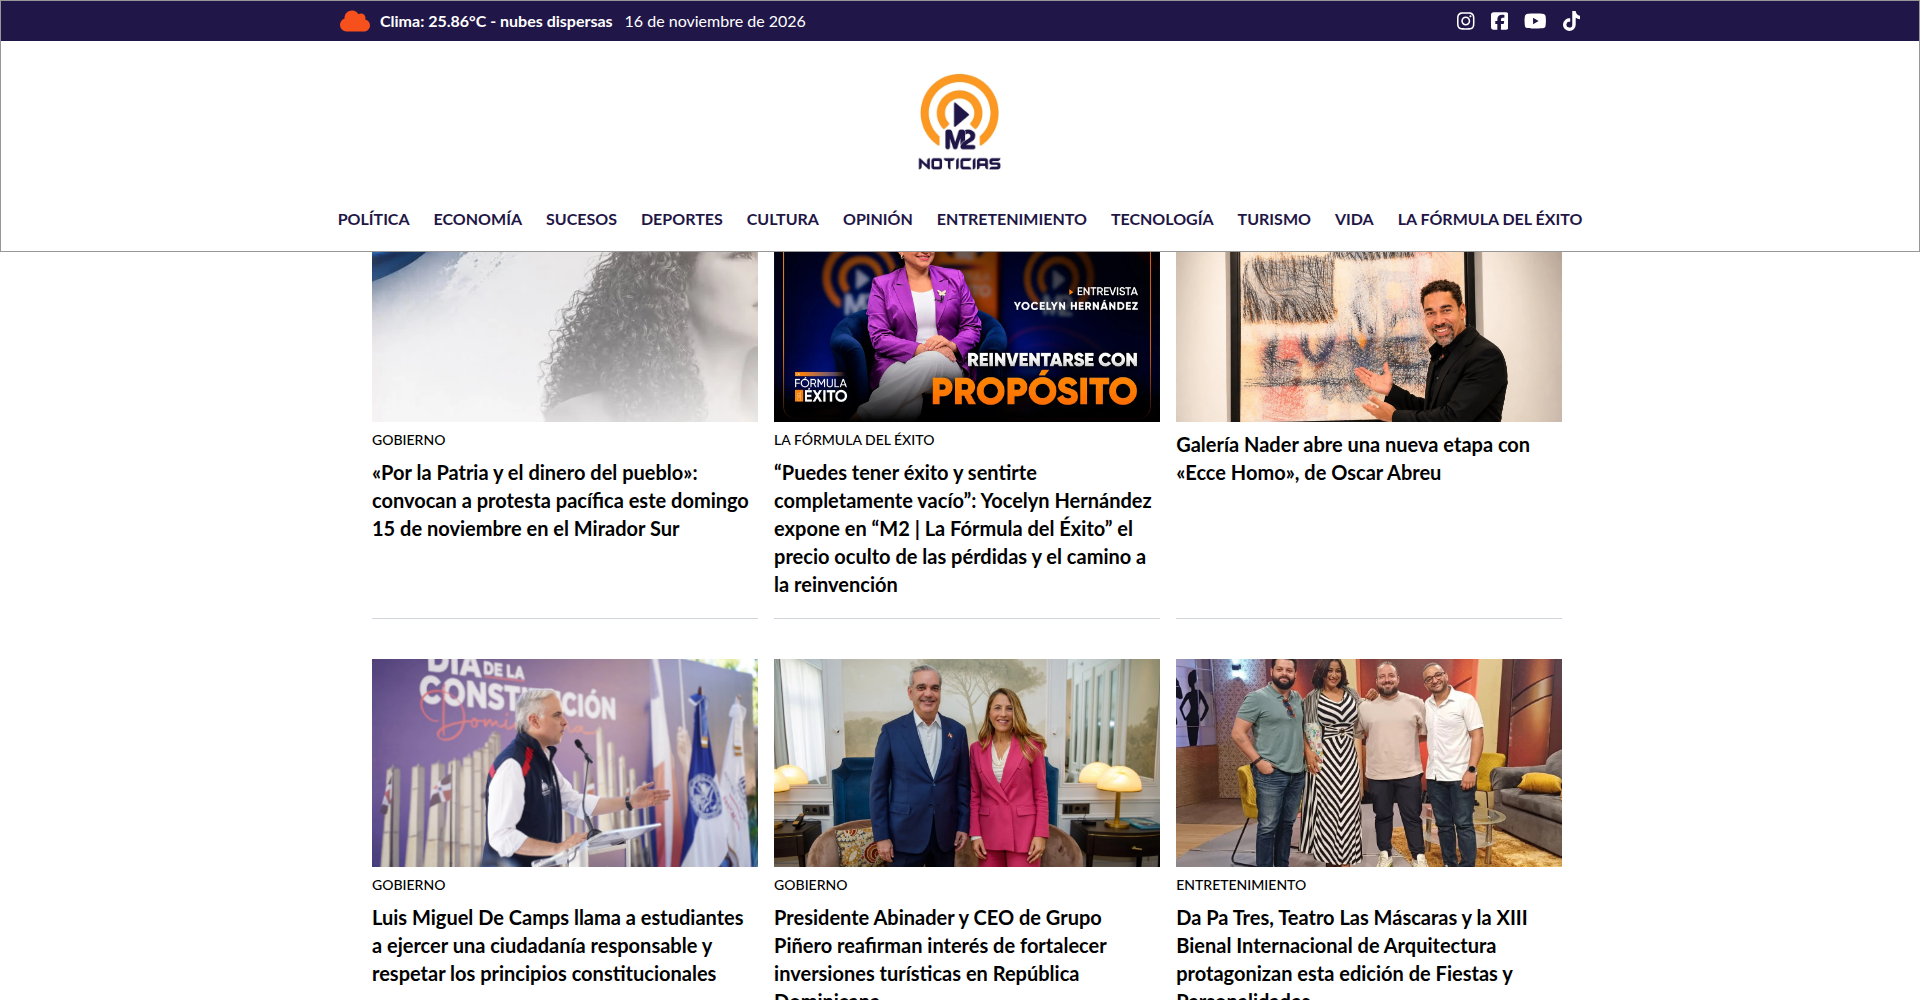 Clima: 25.86°C - nubes dispersas 16 de noviembre de 2026
M2
NOTICIAS
POLÍTICA ECONOMÍA SUCESOS DEPORTES CULTURA OPINIÓN ENTRETENIMIENTO TECNOLOGÍA TURISMO VIDA LA FÓRMULA DEL ÉXITO
ENTREVISTA
YOCELYN HERNÁNDEZ
REINVENTARSE CON
PROPÓSITO
FÓRMULA
ÉXITO
GOBIERNO
«Por la Patria y el dinero del pueblo»:
convocan a protesta pacífica este domingo
15 de noviembre en el Mirador Sur
LA FÓRMULA DEL ÉXITO
“Puedes tener éxito y sentirte
completamente vacío”: Yocelyn Hernández
expone en “M2 | La Fórmula del Éxito” el
precio oculto de las pérdidas y el camino a
la reinvención
Galería Nader abre una nueva etapa con
«Ecce Homo», de Oscar Abreu
DÍA DE LA
Dominicana
GOBIERNO
Luis Miguel De Camps llama a estudiantes
a ejercer una ciudadanía responsable y
respetar los principios constitucionales
GOBIERNO
Presidente Abinader y CEO de Grupo
Piñero reafirman interés de fortalecer
inversiones turísticas en República
Dominicana
ENTRETENIMIENTO
Da Pa Tres, Teatro Las Máscaras y la XIII
Bienal Internacional de Arquitectura
protagonizan esta edición de Fiestas y
Personalidades